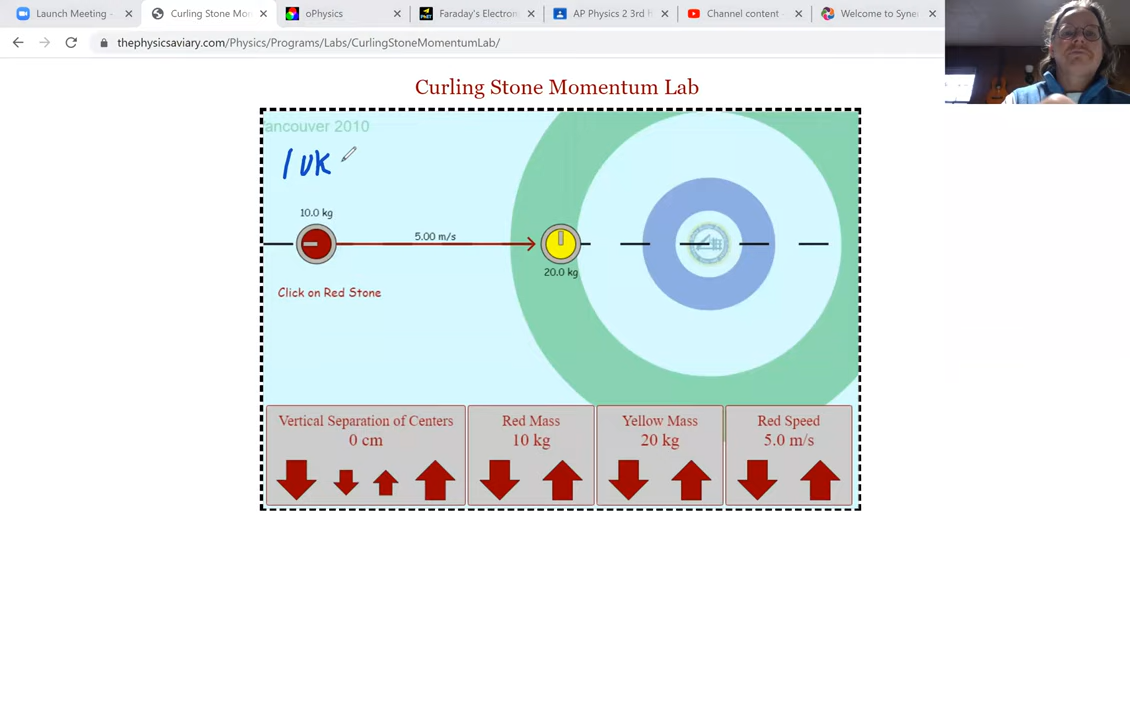 Launch Meeting -
Curling Stone Mo
oPhysics
Faraday's Electron
AP Physics 2 3rd
Channel content
Welcome to Syne
thephysicsaviary.com/Physics/Programs/Labs/CurlingStoneMomentumLab/
Curling Stone Momentum Lab
ancouver 2010
10K
10.0 kg
5.00 m/s
20.0 kg
Click on Red Stone
Vertical Separation of Centers
0 cm
Red Mass
10 kg
Yellow Mass
20 kg
Red Speed
5.0 m/s